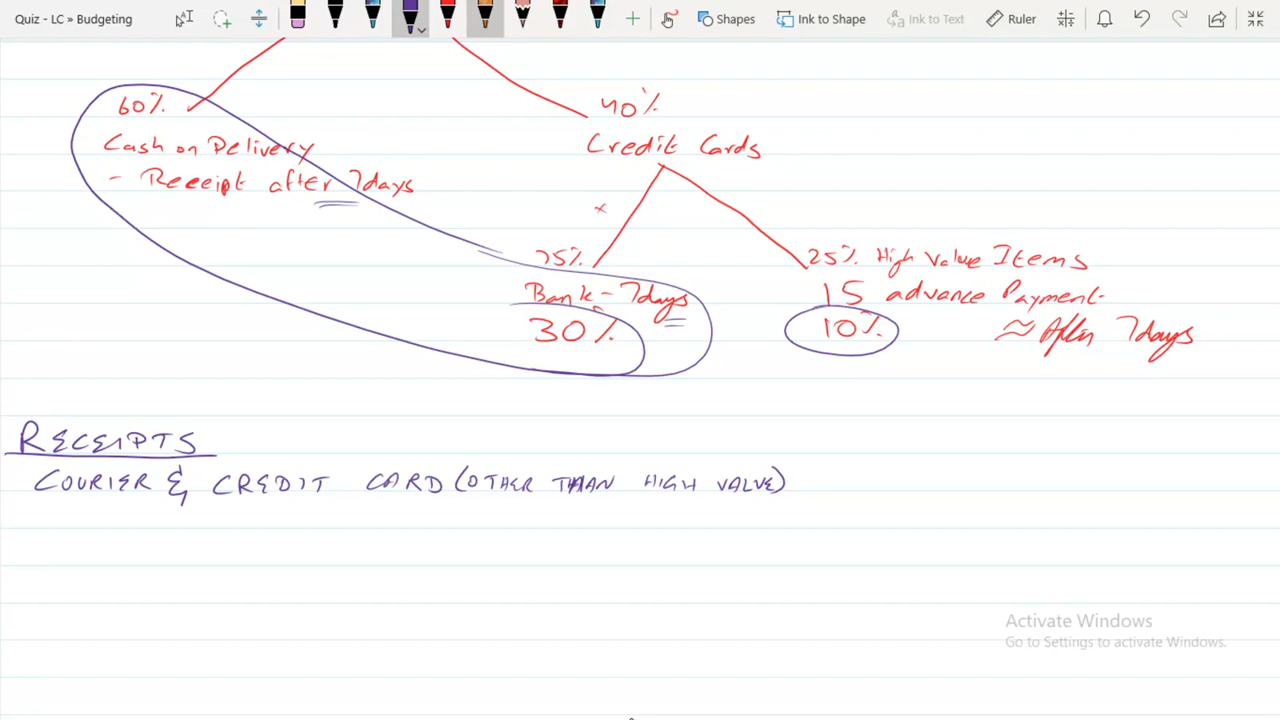 Quiz - LC » Budgeting
Shapes
Ink to Shape
Ink to Text
Ruler
60%
40%
Cash on Delivery
Credit Cards
- Receipt after 7days
75%
25% High Value Items
Bank - 7days
15 advance Payment
30%
10%
≈ After 7days
RECEIPTS
COURIER & CREDIT CARD (OTHER THAN HIGH VALUE)
Activate Windows
Go to Settings to activate Windows.